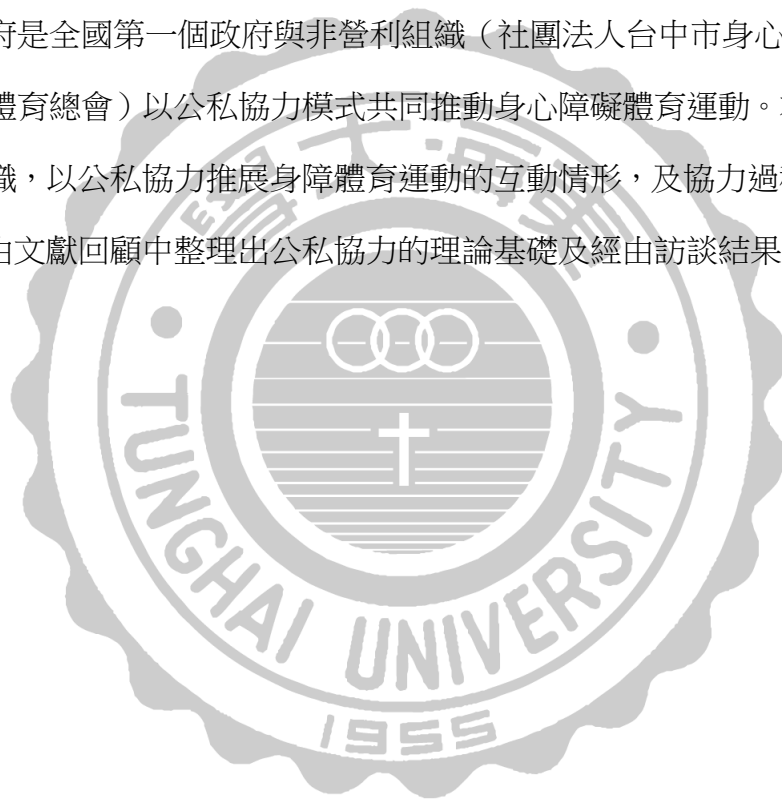 府是全國第一個政府與非營利組織（社團法人台中市身心
體育總會）以公私協力模式共同推動身心障礙體育運動。
織，以公私協力推展身障體育運動的互動情形，及協力過
由文獻回顧中整理出公私協力的理論基礎及經由訪談結果
學大海東
TUNGHAI UNIVERSITY
1955